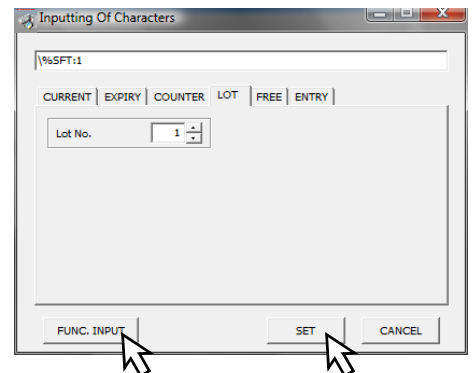 Inputting Of Characters
\%SFT:1
CURRENT EXPIRY COUNTER LOT FREE ENTRY
Lot No. 1
FUNC. INPUT SET CANCEL